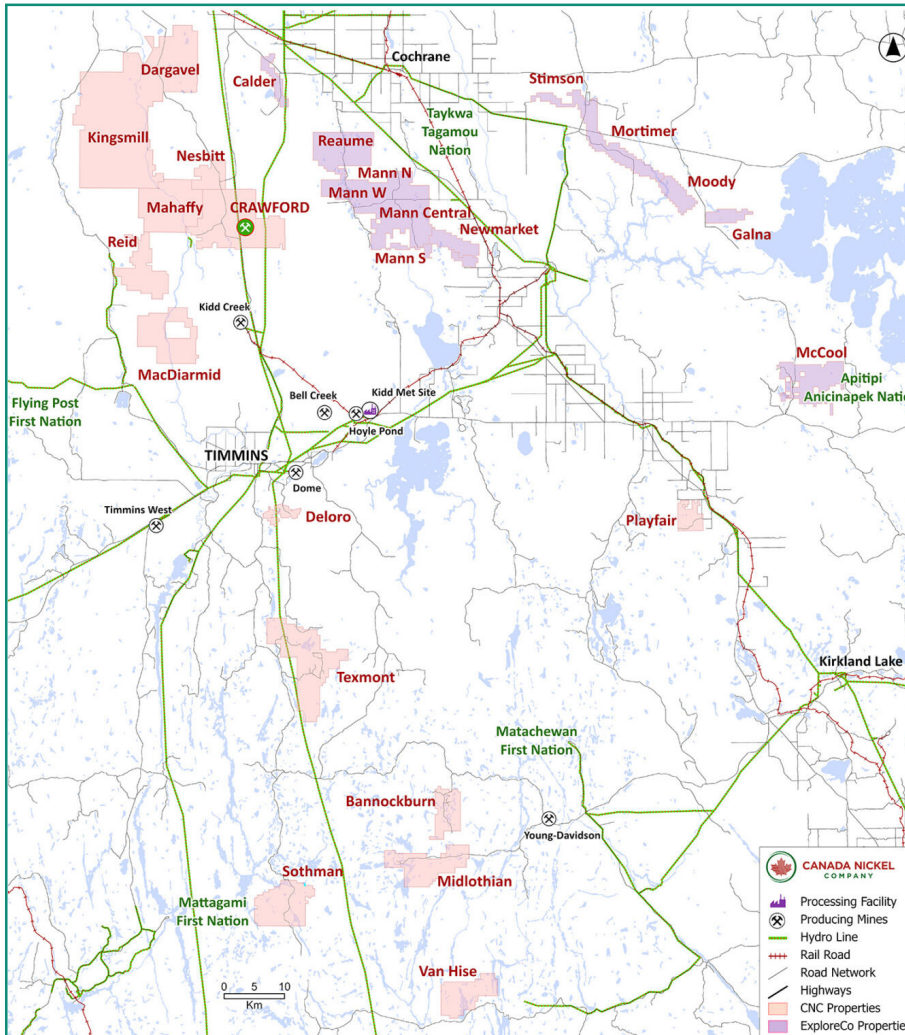 Cochrane
Dargavel
Calder
Stimson
Taykwa
Tagamou
Nation
Mortimer
Kingsmill
Reaume
Nesbitt
Mann N
Moody
Mann W
Mahaffy
CRAWFORD
Mann Central
Newmarket
Galna
Reid
Mann S
Kidd Creek
McCool
MacDiarmid
Apitipi
Anicinapek Natio
Flying Post
First Nation
Bell Creek
Kidd Met Site
Hoyle Pond
TIMMINS
Dome
Timmins West
Deloro
Playfair
Texmont
Kirkland Lake
Matachewan
First Nation
Bannockburn
Young-Davidson
Sothman
Midlothian
Mattagami
First Nation
Van Hise
0 5 10
Km
CANADA NICKEL
COMPANY
Processing Facility
Producing Mines
Hydro Line
Rail Road
Road Network
Highways
CNC Properties
ExploreCo Properties